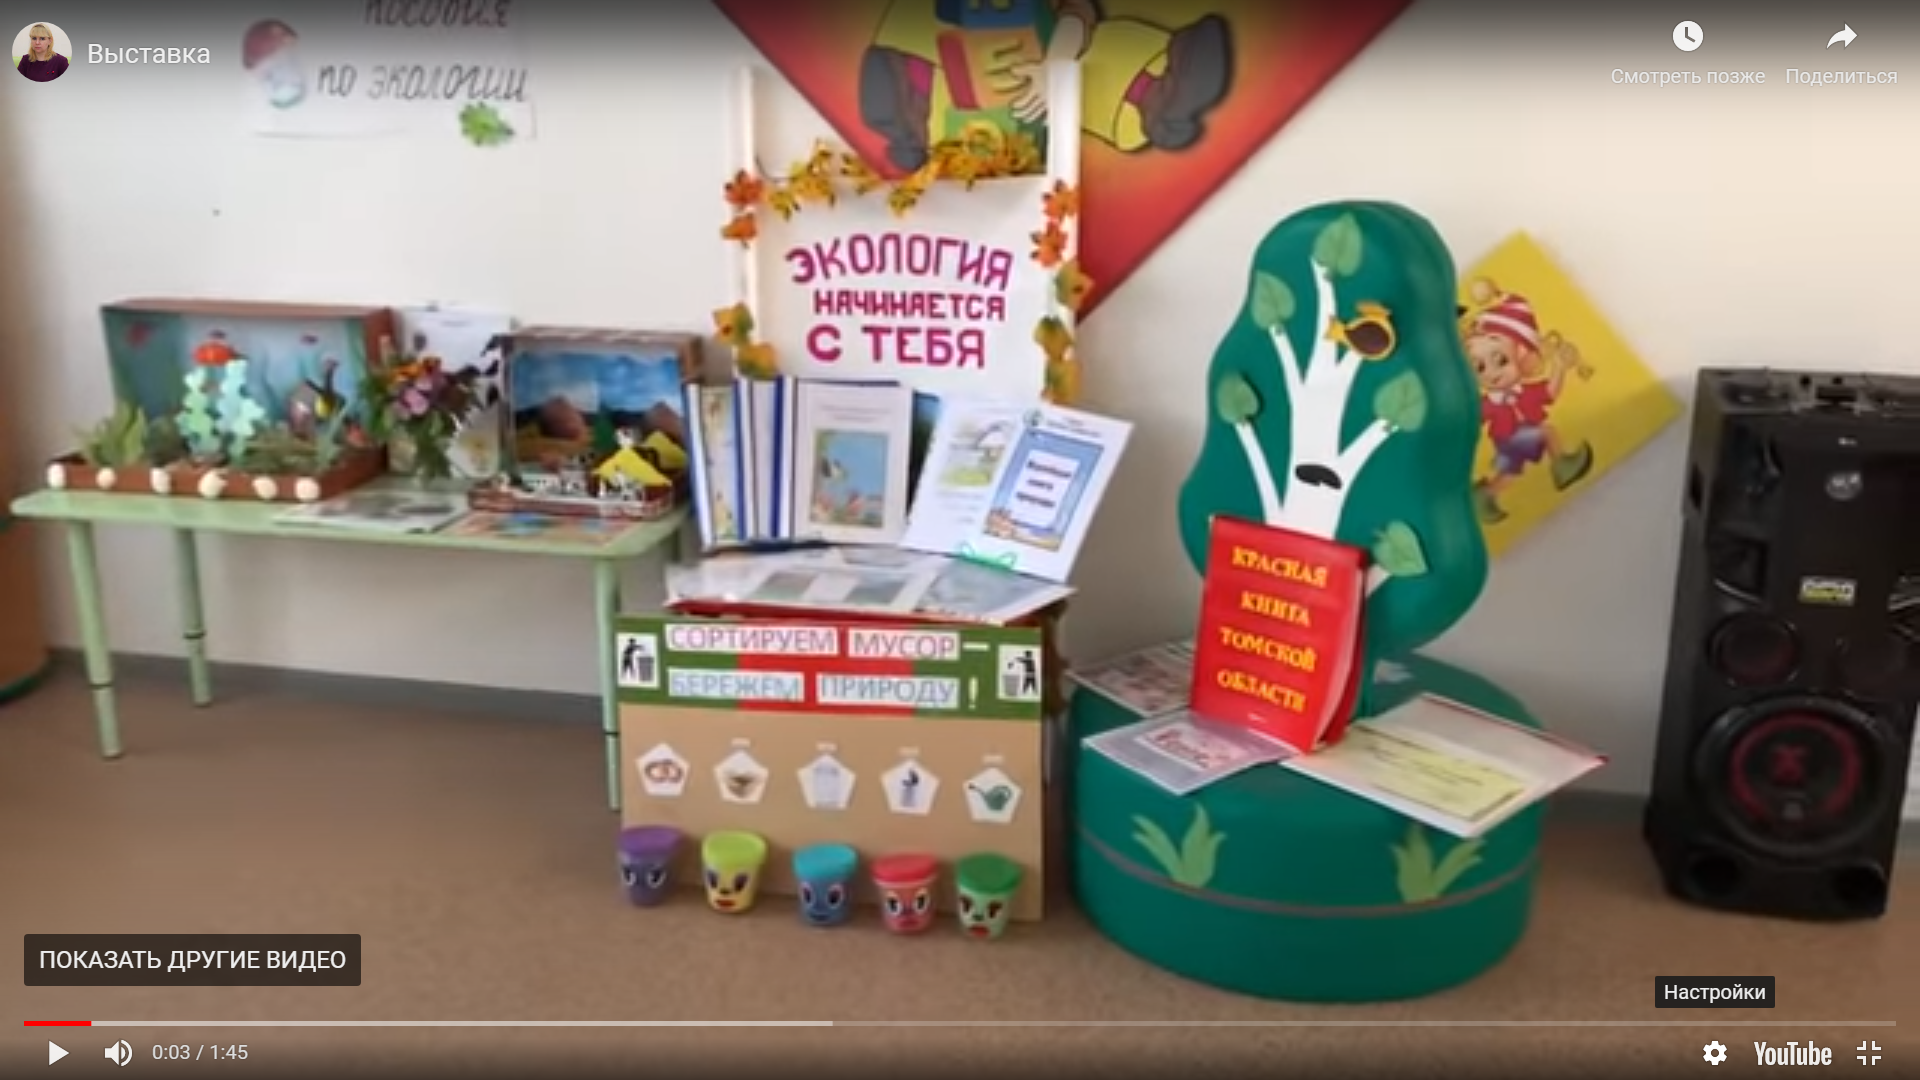 Выставка
Смотреть позже
Поделиться
пособия
по экологии
ЭКОЛОГИЯ
НАЧИНАЕТСЯ
С ТЕБЯ
КРАСНАЯ
КНИГА
ТОМСКОЙ
ОБЛАСТИ
СОРТИРУЕМ МУСОР –
БЕРЕЖЕМ ПРИРОДУ !
ПОКАЗАТЬ ДРУГИЕ ВИДЕО
Настройки
0:03 / 1:45
YouTube